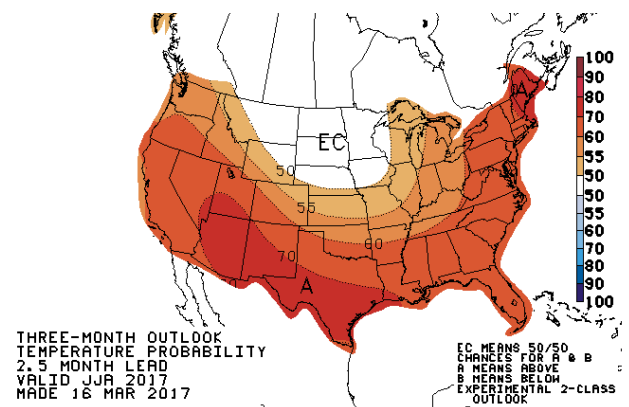 A
EC
50
55
60
70
A
100
90
80
70
60
55
50
55
60
70
80
90
100
THREE-MONTH OUTLOOK
TEMPERATURE PROBABILITY
2.5 MONTH LEAD
VALID JJA 2017
MADE 16 MAR 2017
EC MEANS 50/50
CHANCES FOR A & B
A MEANS ABOVE
B MEANS BELOW
EXPERIMENTAL 2-CLASS
OUTLOOK